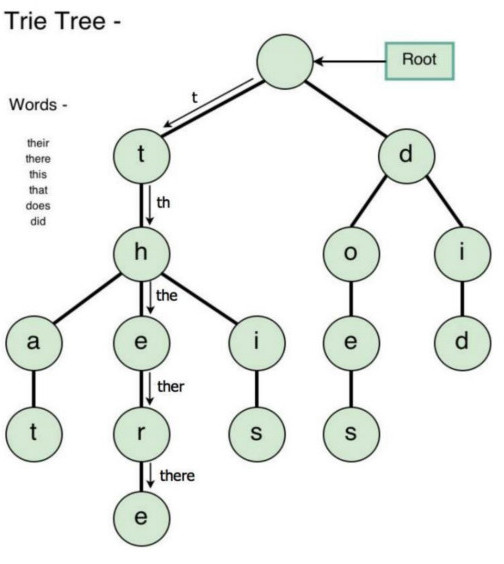 Trie Tree -
Root
t
Words -
their
there
this
that
does
did
t
d
th
h
o
i
the
a
e
i
e
d
ther
t
r
s
s
there
e